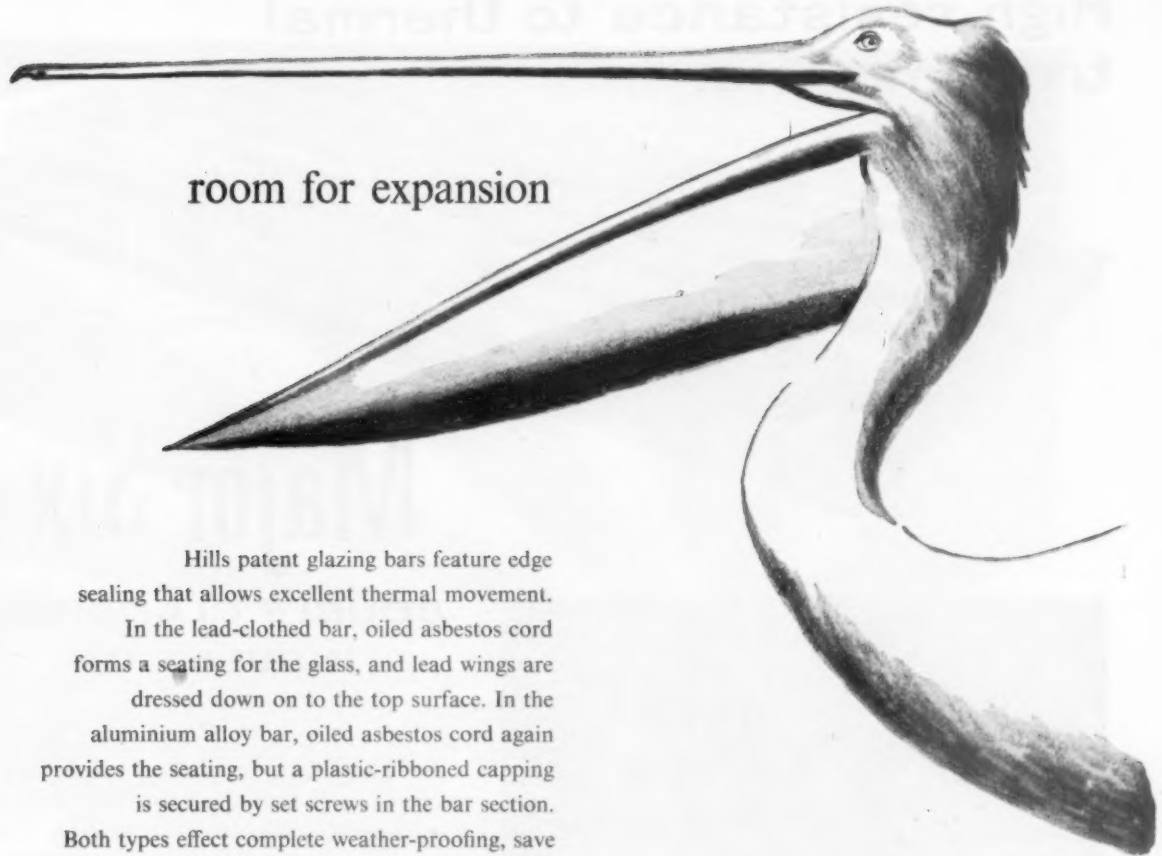 room for expansion
Hills patent glazing bars feature edge
sealing that allows excellent thermal movement.
In the lead-clothed bar, oiled asbestos cord
forms a seating for the glass, and lead wings are
dressed down on to the top surface. In the
aluminium alloy bar, oiled asbestos cord again
provides the seating, but a plastic-ribboned capping
is secured by set screws in the bar section.
Both types effect complete weather-proofing, save